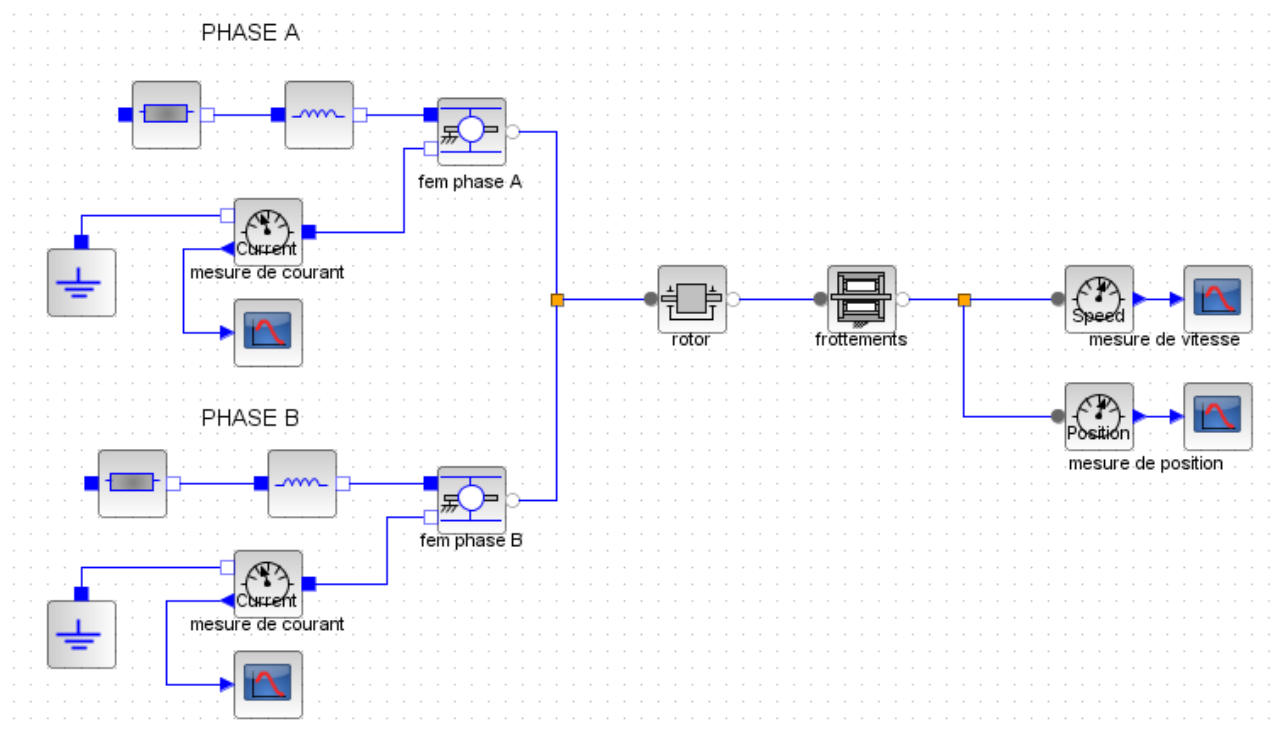 PHASE A
fem phase A
Current
mesure de courant
rotor
frottements
Speed
mesure de vitesse
Position
mesure de position
PHASE B
fem phase B
Current
mesure de courant